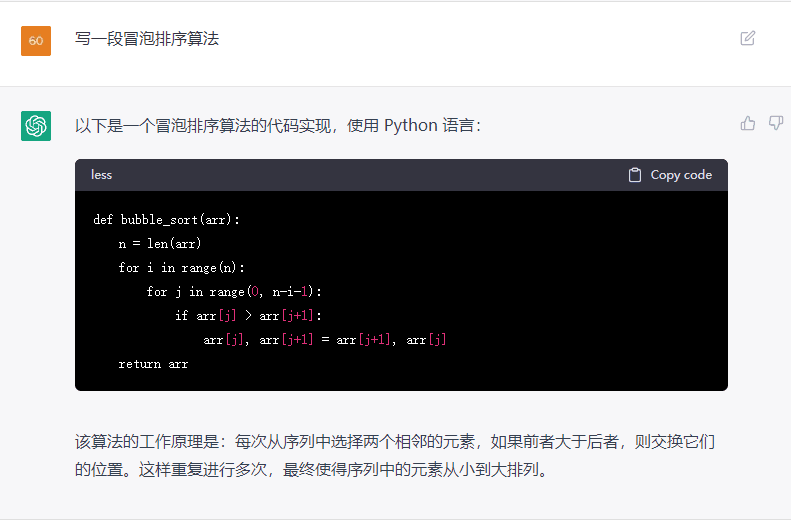 60
写一段冒泡排序算法
以下是一个冒泡排序算法的代码实现，使用 Python 语言：
less Copy code
def bubble_sort(arr):
    n = len(arr)
    for i in range(n):
        for j in range(0, n-i-1):
            if arr[j] > arr[j+1]:
                arr[j], arr[j+1] = arr[j+1], arr[j]
    return arr
该算法的工作原理是：每次从序列中选择两个相邻的元素，如果前者大于后者，则交换它们
的位置。这样重复进行多次，最终使得序列中的元素从小到大排列。